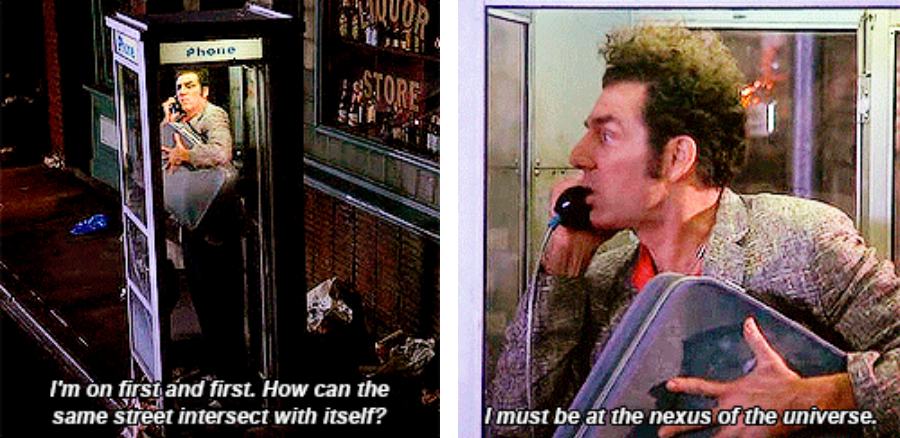 LIQUOR
STORE
Phone
Phone
I'm on first and first. How can the
same street intersect with itself?
I must be at the nexus of the universe.